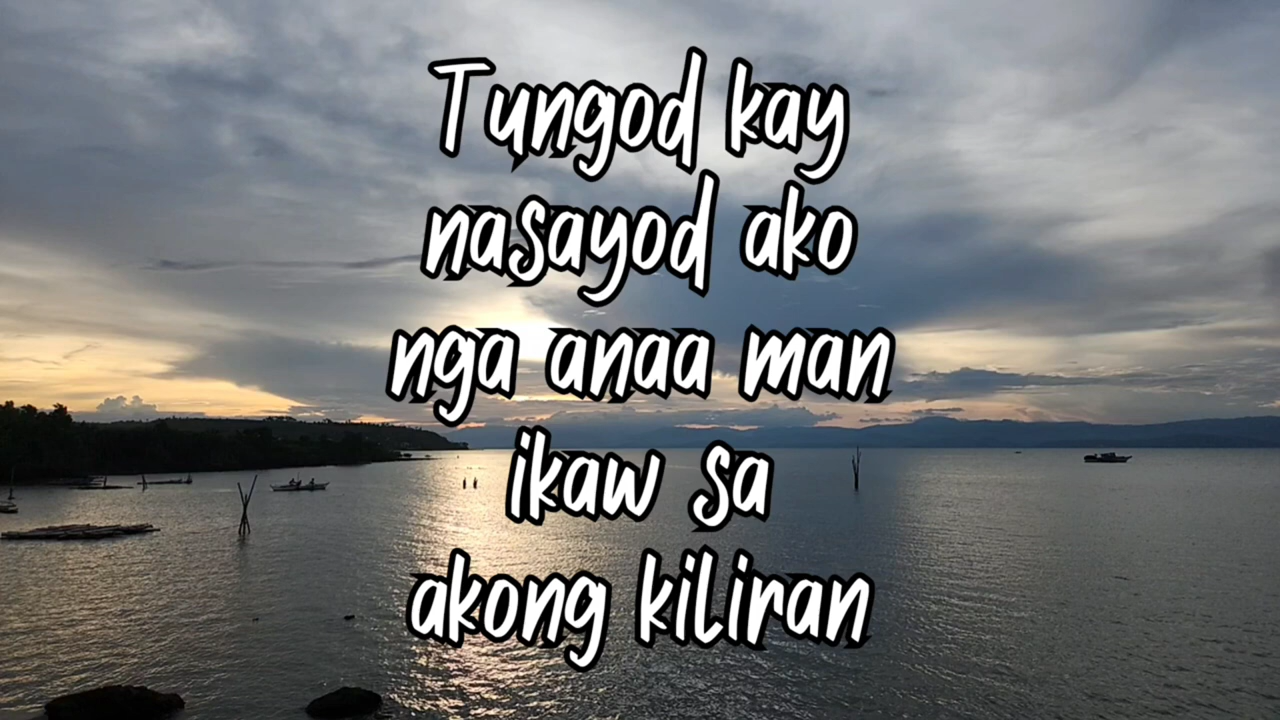 Tungod kay
nasayod ako
nga anaa man
ikaw sa
akong kiliran